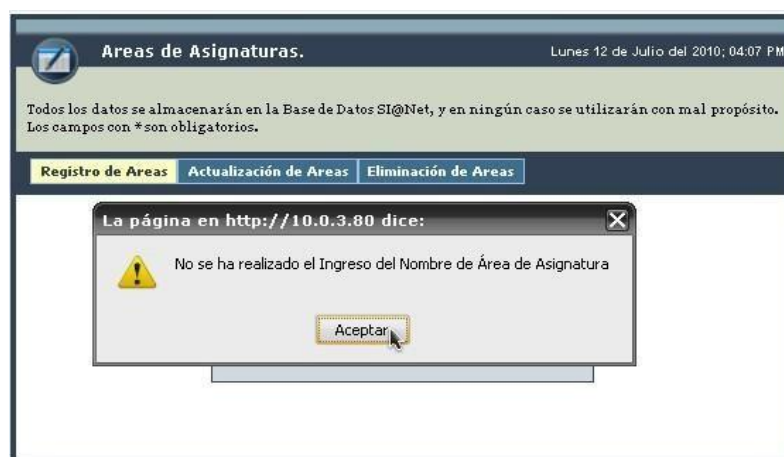 Areas de Asignaturas.
Lunes 12 de Julio del 2010; 04:07 PM
Todos los datos se almacenarán en la Base de Datos SI@Net, y en ningún caso se utilizarán con mal propósito.
Los campos con * son obligatorios.
Registro de Areas Actualización de Areas Eliminación de Areas
La página en http://10.0.3.80 dice:
No se ha realizado el Ingreso del Nombre de Área de Asignatura
Aceptar